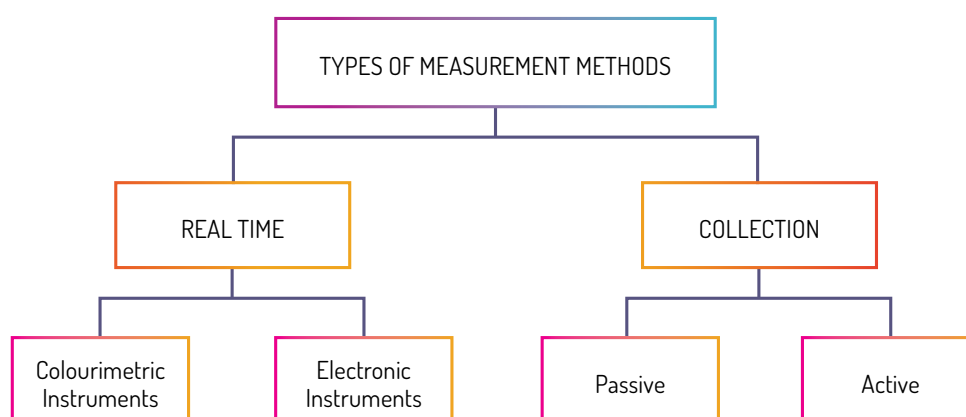 TYPES OF MEASUREMENT METHODS
REAL TIME
COLLECTION
Colourimetric
Instruments
Electronic
Instruments
Passive
Active